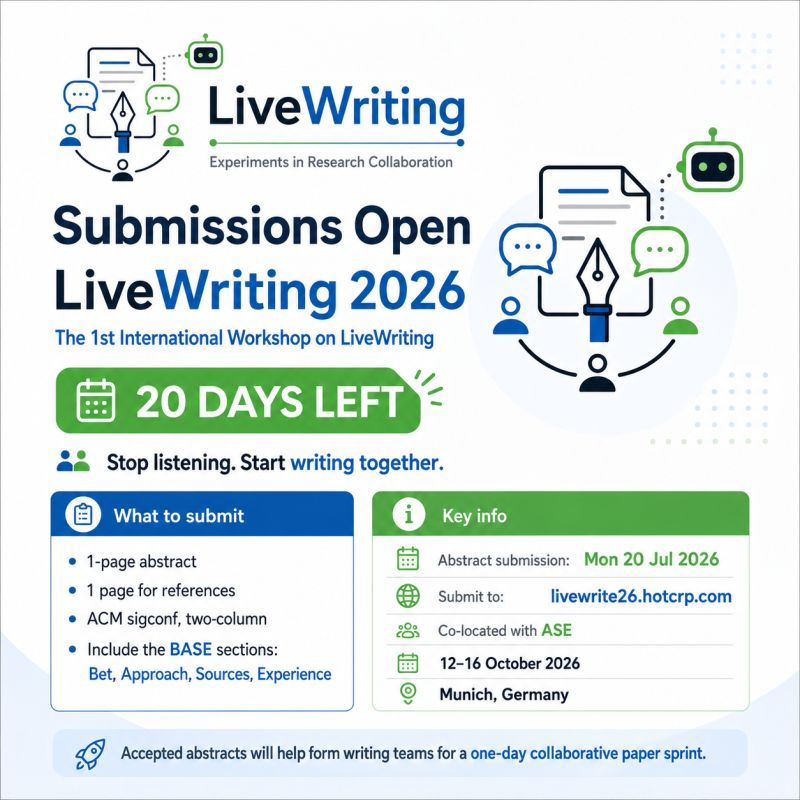 LiveWriting
Experiments in Research Collaboration
Submissions Open
LiveWriting 2026
The 1st International Workshop on LiveWriting
20 DAYS LEFT
Stop listening. Start writing together.
What to submit
• 1-page abstract
• 1 page for references
• ACM sigconf, two-column
• Include the BASE sections:
Bet, Approach, Sources, Experience
Key info
Abstract submission: Mon 20 Jul 2026
Submit to: livewrite26.hotcrp.com
Co-located with ASE
12–16 October 2026
Munich, Germany
Accepted abstracts will help form writing teams for a one-day collaborative paper sprint.